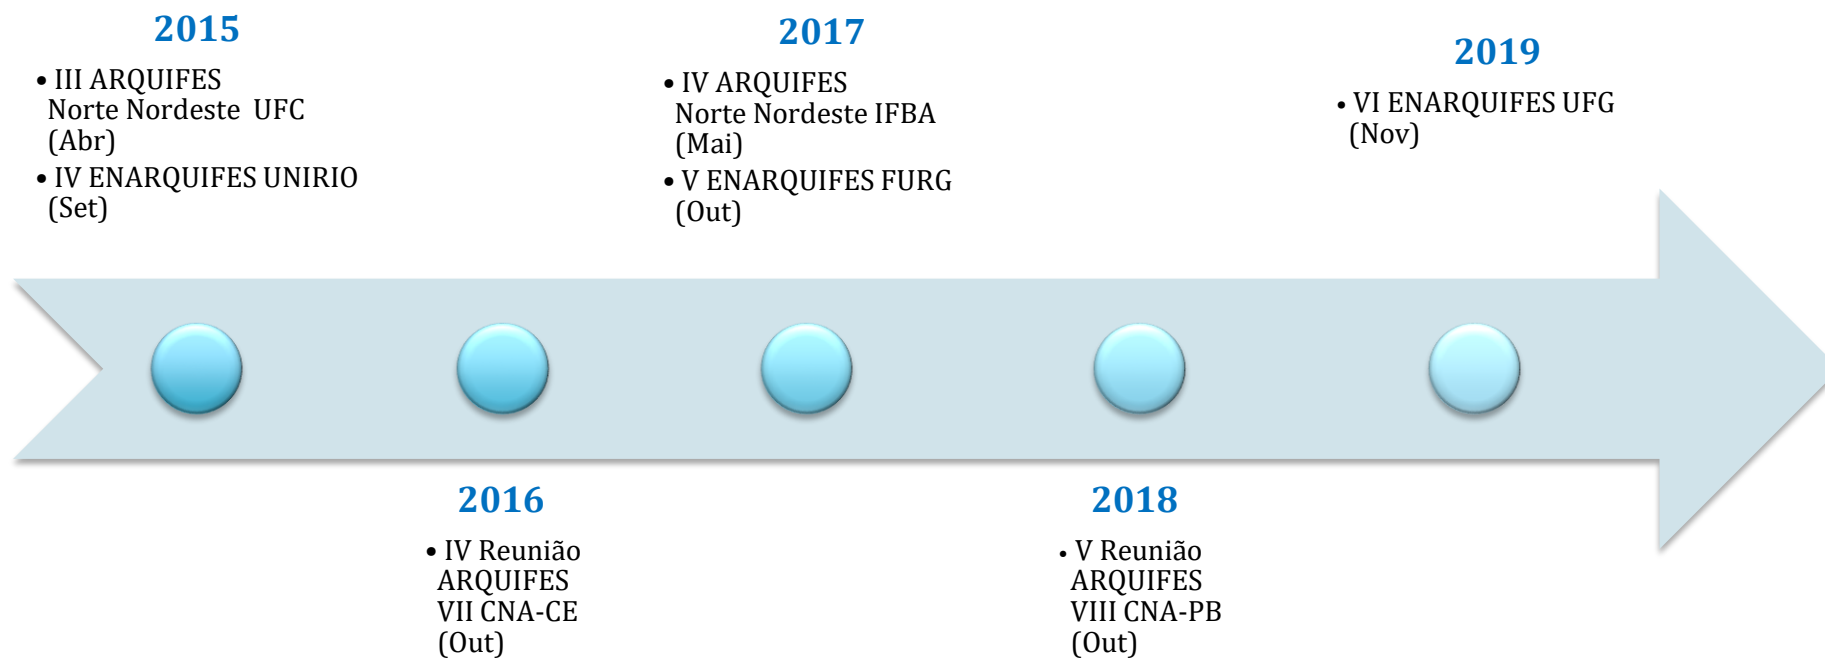 2015
• III ARQUIFES
Norte Nordeste UFC
(Abr)
• IV ENARQUIFES UNIRIO
(Set)
2017
• IV ARQUIFES
Norte Nordeste IFBA
(Mai)
• V ENARQUIFES FURG
(Out)
2019
• VI ENARQUIFES UFG
(Nov)
2016
• IV Reunião
ARQUIFES
VII CNA-CE
(Out)
2018
• V Reunião
ARQUIFES
VIII CNA-PB
(Out)